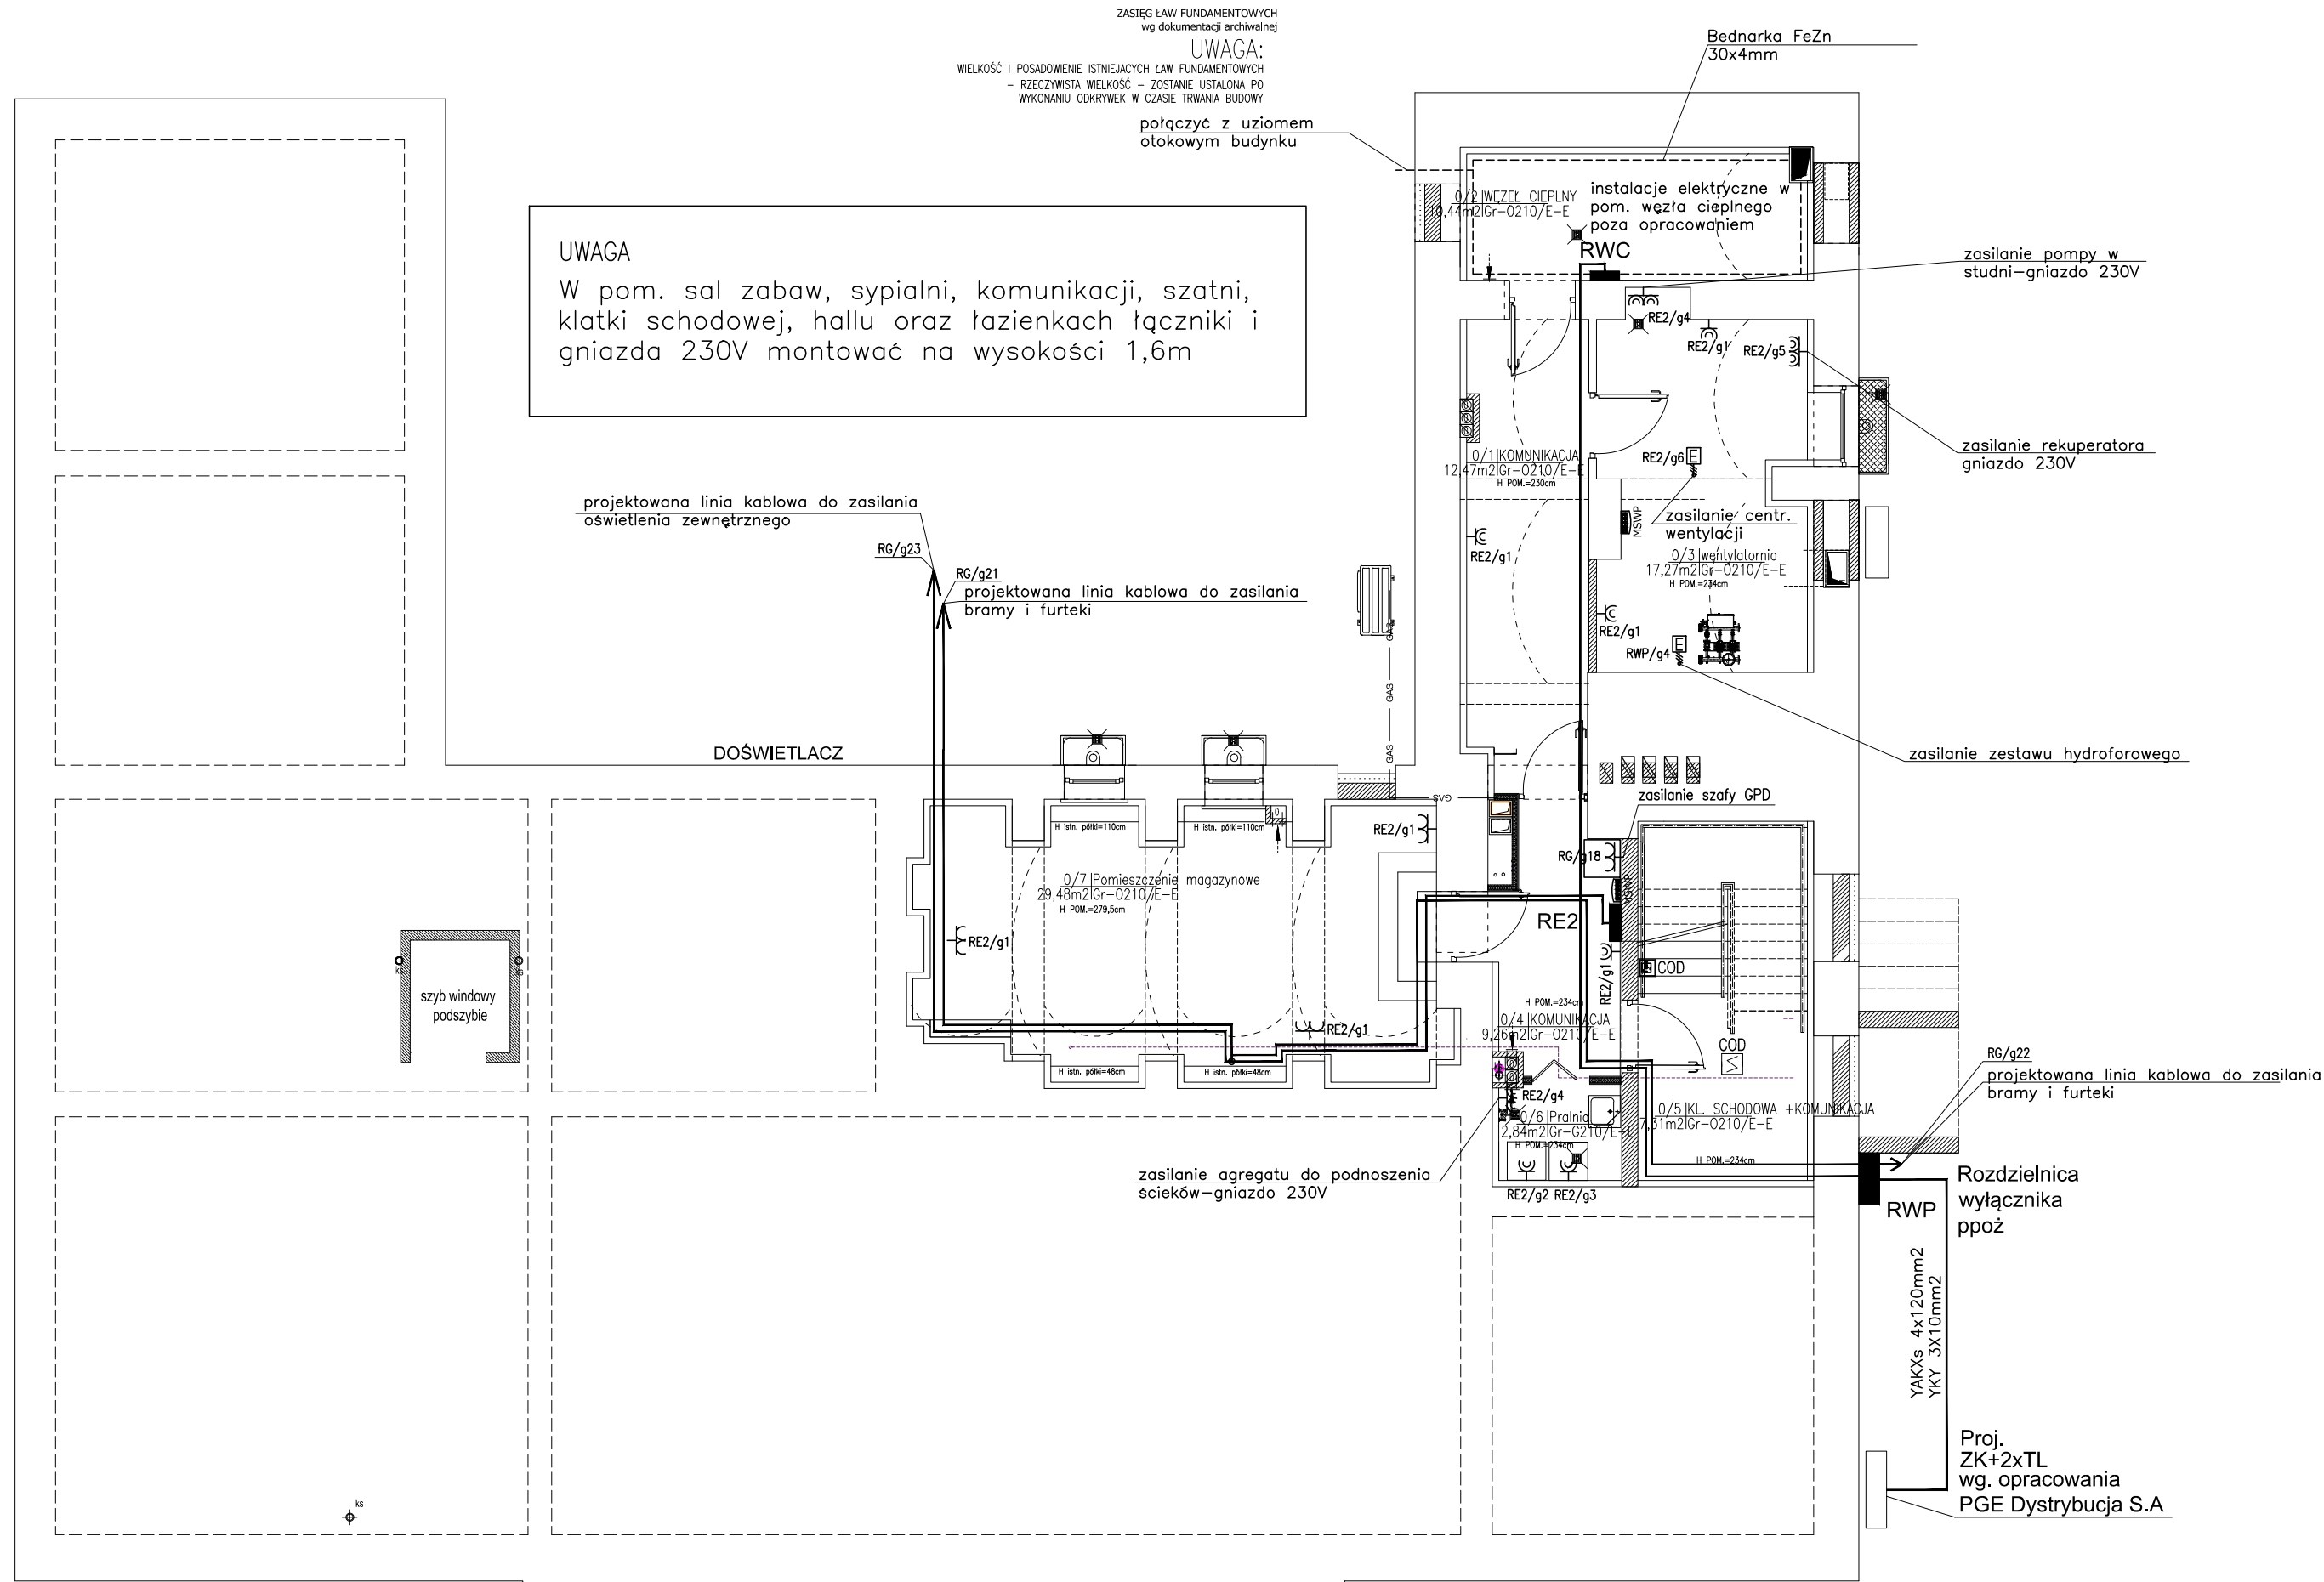 ZASIĘG ŁAW FUNDAMENTOWYCH
wg dokumentacji archiwalnej
UWAGA:
WIELKOŚĆ I POSADOWIENIE ISTNIEJACYCH ŁAW FUNDAMENTOWYCH
– RZECZYWISTA WIELKOŚĆ – ZOSTANIE USTALONA PO
WYKONANIU ODKRYWEK W CZASIE TRWANIA BUDOWY
Bednarka FeZn
30x4mm
połączyć z uziomem
otokowym budynku
UWAGA
W pom. sal zabaw, sypialni, komunikacji, szatni,
klatki schodowej, hallu oraz łazienkach łączniki i
gniazda 230V montować na wysokości 1,6m
0/2|WĘZEŁ CIEPLNY
10,44m2|Gr-0210/E-E
instalacje elektryczne w
pom. węzła cieplnego
poza opracowaniem
RWC
zasilanie pompy w
studni-gniazdo 230V
RE2/g4
RE2/g1
RE2/g5
zasilanie rekuperatora
gniazdo 230V
0/1|KOMUNIKACJA
12,47m2|Gr-0210/E-E
H POM.=230cm
RE2/g6
E
zasilanie centr.
wentylacji
MSWP
0/3|wentylatornia
17,27m2|Gr-0210/E-E
H POM.=234cm
RE2/g1
RE2/g1
RWP/g4
E
zasilanie zestawu hydroforowego
projektowana linia kablowa do zasilania
oświetlenia zewnętrznego
RG/g23
RG/g21
projektowana linia kablowa do zasilania
bramy i furteki
GAS
GAS
GAS
GAS
DOŚWIETLACZ
zasilanie szafy GPD
RG/g18
MSWP
H istn. półki=110cm
H istn. półki=110cm
RE2/g1
0/7|Pomieszczenie magazynowe
29,48m2|Gr-0210/E-E
H POM.=279,5cm
RE2/g1
RE2
RE2/g1
COD
szyb windowy
podszybie
ks
ks
RE2/g1
H POM.=234cm
0/4|KOMUNIKACJA
9,26m2|Gr-0210/E-E
COD
H istn. półki=48cm
H istn. półki=48cm
RE2/g4
0/6|Pralnia
2,84m2|Gr-G210/E-E
H POM.=234cm
0/5|KL. SCHODOWA +KOMUNIKACJA
7,31m2|Gr-0210/E-E
H POM.=234cm
RG/g22
projektowana linia kablowa do zasilania
bramy i furteki
zasilanie agregatu do podnoszenia
ścieków-gniazdo 230V
RE2/g2
RE2/g3
RWP
Rozdzielnica
wyłącznika
ppoż
YAKXs 4x120mm2
YKY 3X10mm2
Proj.
ZK+2xTL
wg. opracowania
PGE Dystrybucja S.A
ks